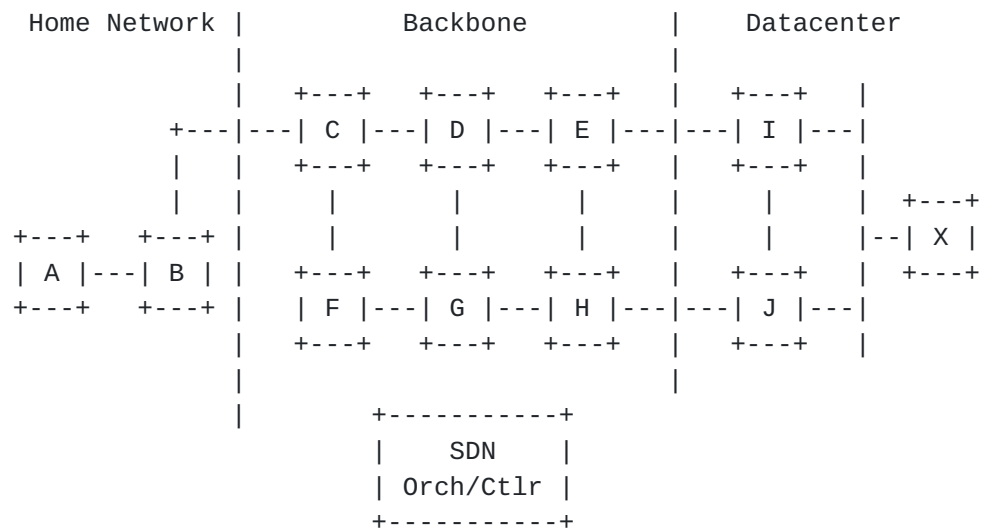 Home Network | Backbone | Datacenter
C D E I
X
A B
F G H J
SDN
Orch/Ctlr